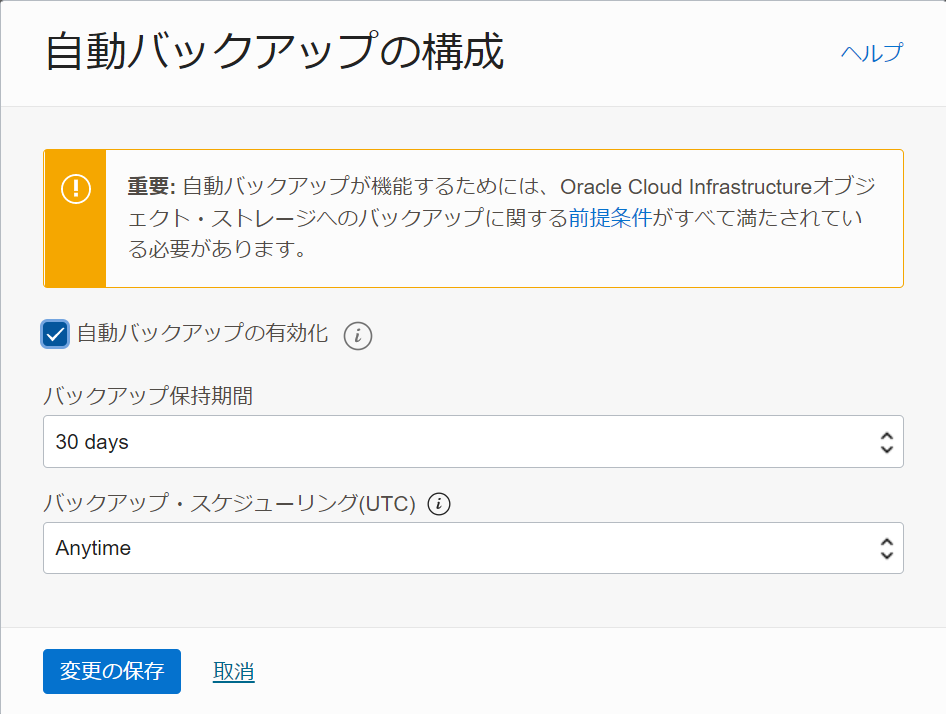 自動バックアップの構成
ヘルプ
重要: 自動バックアップが機能するためには、Oracle Cloud Infrastructureオブジ
ェクト・ストレージへのバックアップに関する前提条件がすべて満たされてい
る必要があります。
自動バックアップの有効化
バックアップ保持期間
30 days
バックアップ・スケジューリング(UTC)
Anytime
変更の保存
取消